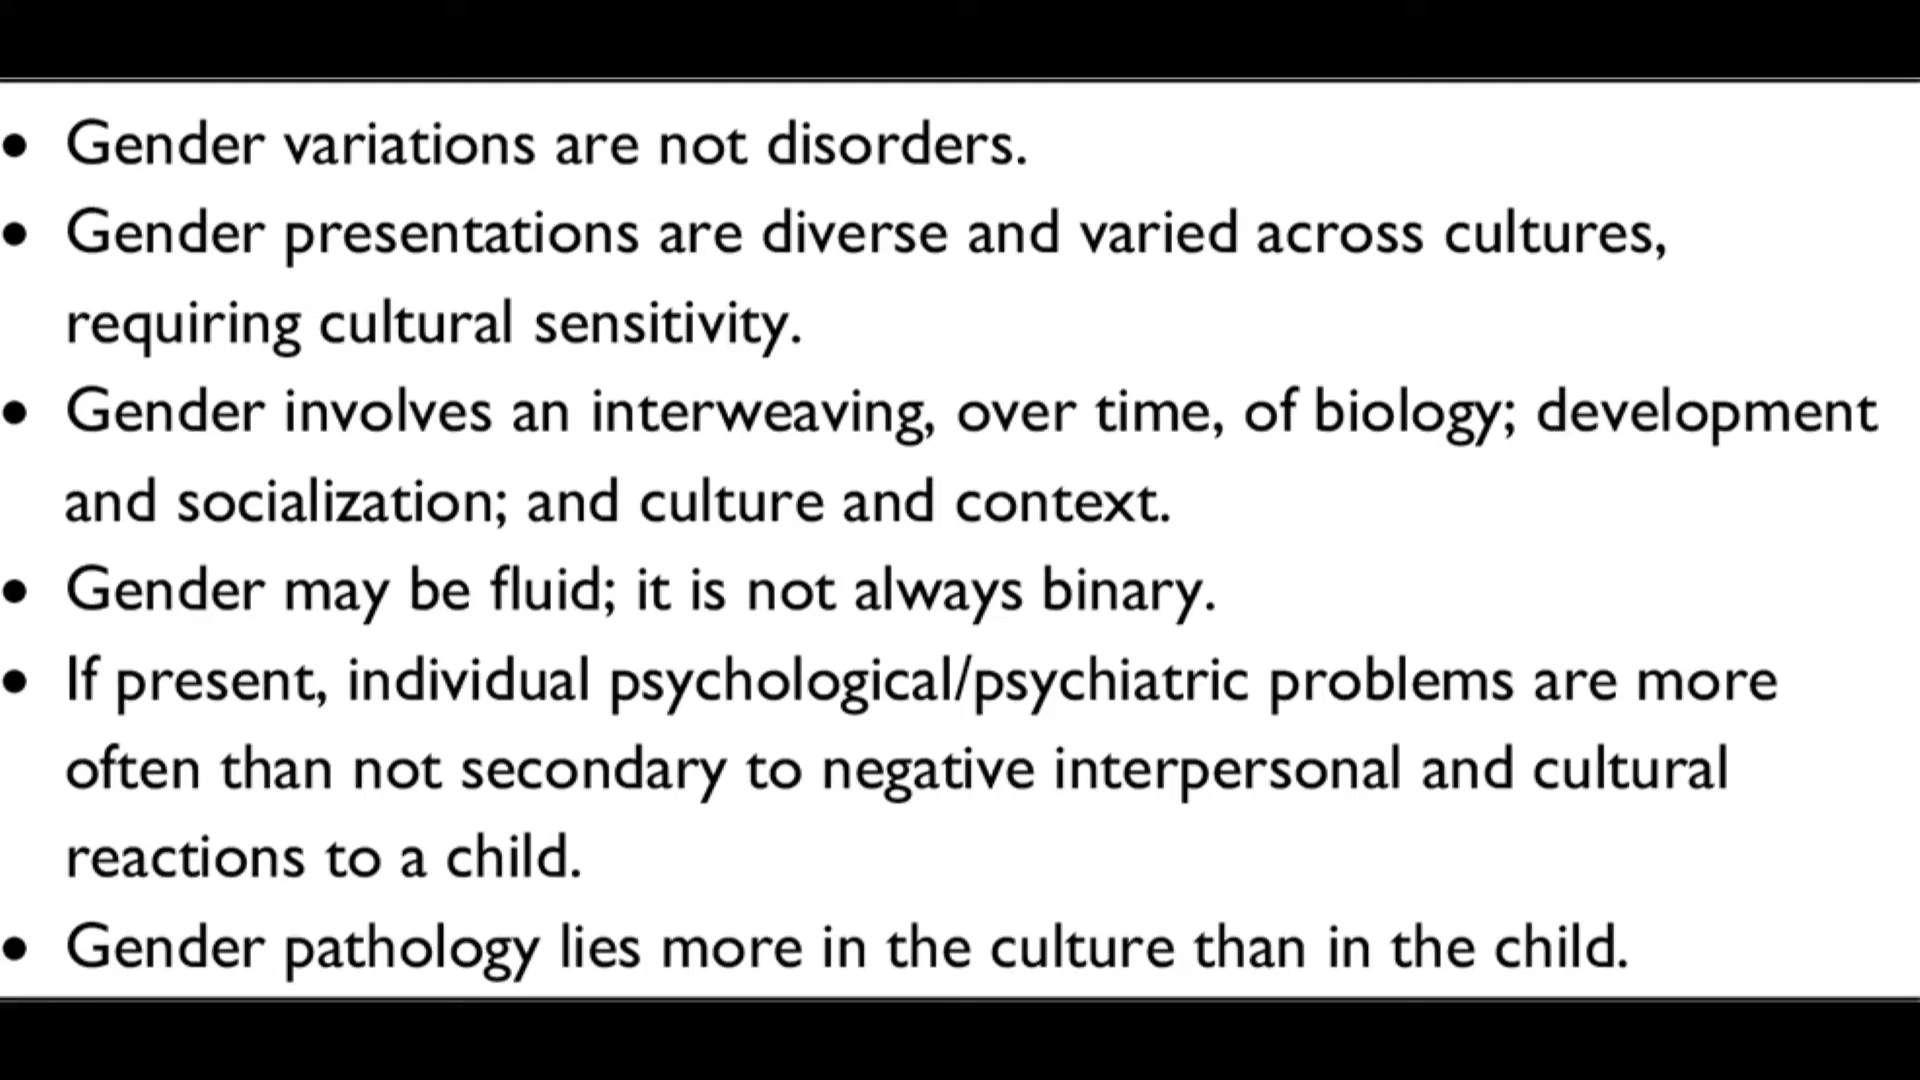 • Gender variations are not disorders.
• Gender presentations are diverse and varied across cultures,
requiring cultural sensitivity.
• Gender involves an interweaving, over time, of biology; development
and socialization; and culture and context.
• Gender may be fluid; it is not always binary.
• If present, individual psychological/psychiatric problems are more
often than not secondary to negative interpersonal and cultural
reactions to a child.
• Gender pathology lies more in the culture than in the child.